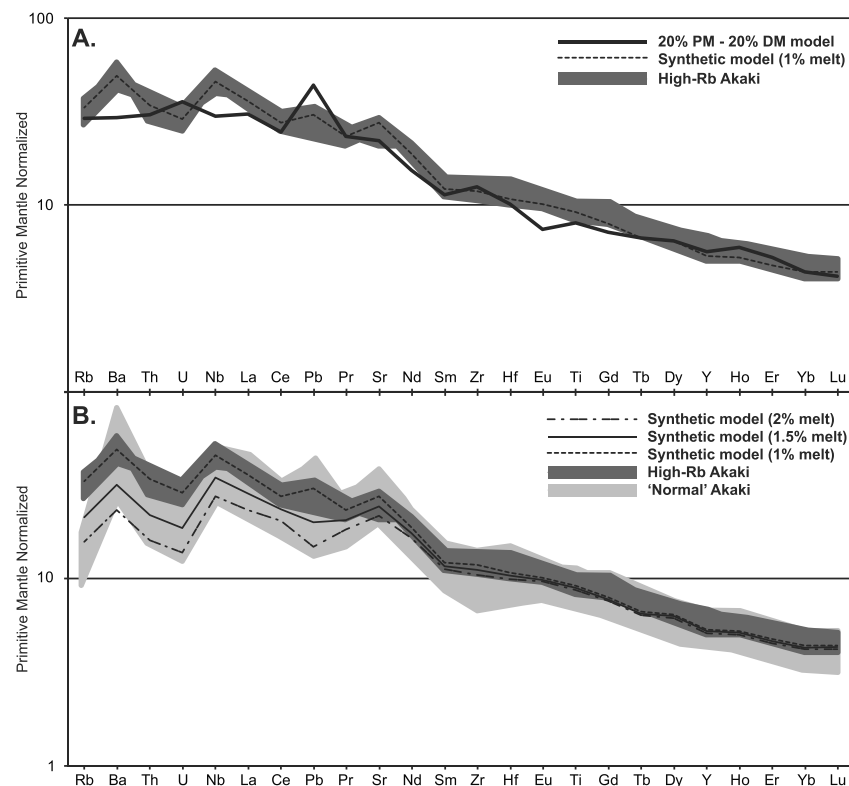 100
A.
20% PM - 20% DM model
Synthetic model (1% melt)
High-Rb Akaki
Primitive Mantle Normalized
10
Rb Ba Th U Nb La Ce Pb Pr Sr Nd Sm Zr Hf Eu Ti Gd Tb Dy Y Ho Er Yb Lu
B.
Synthetic model (2% melt)
Synthetic model (1.5% melt)
Synthetic model (1% melt)
High-Rb Akaki
‘Normal’ Akaki
Primitive Mantle Normalized
10
1
Rb Ba Th U Nb La Ce Pb Pr Sr Nd Sm Zr Hf Eu Ti Gd Tb Dy Y Ho Er Yb Lu